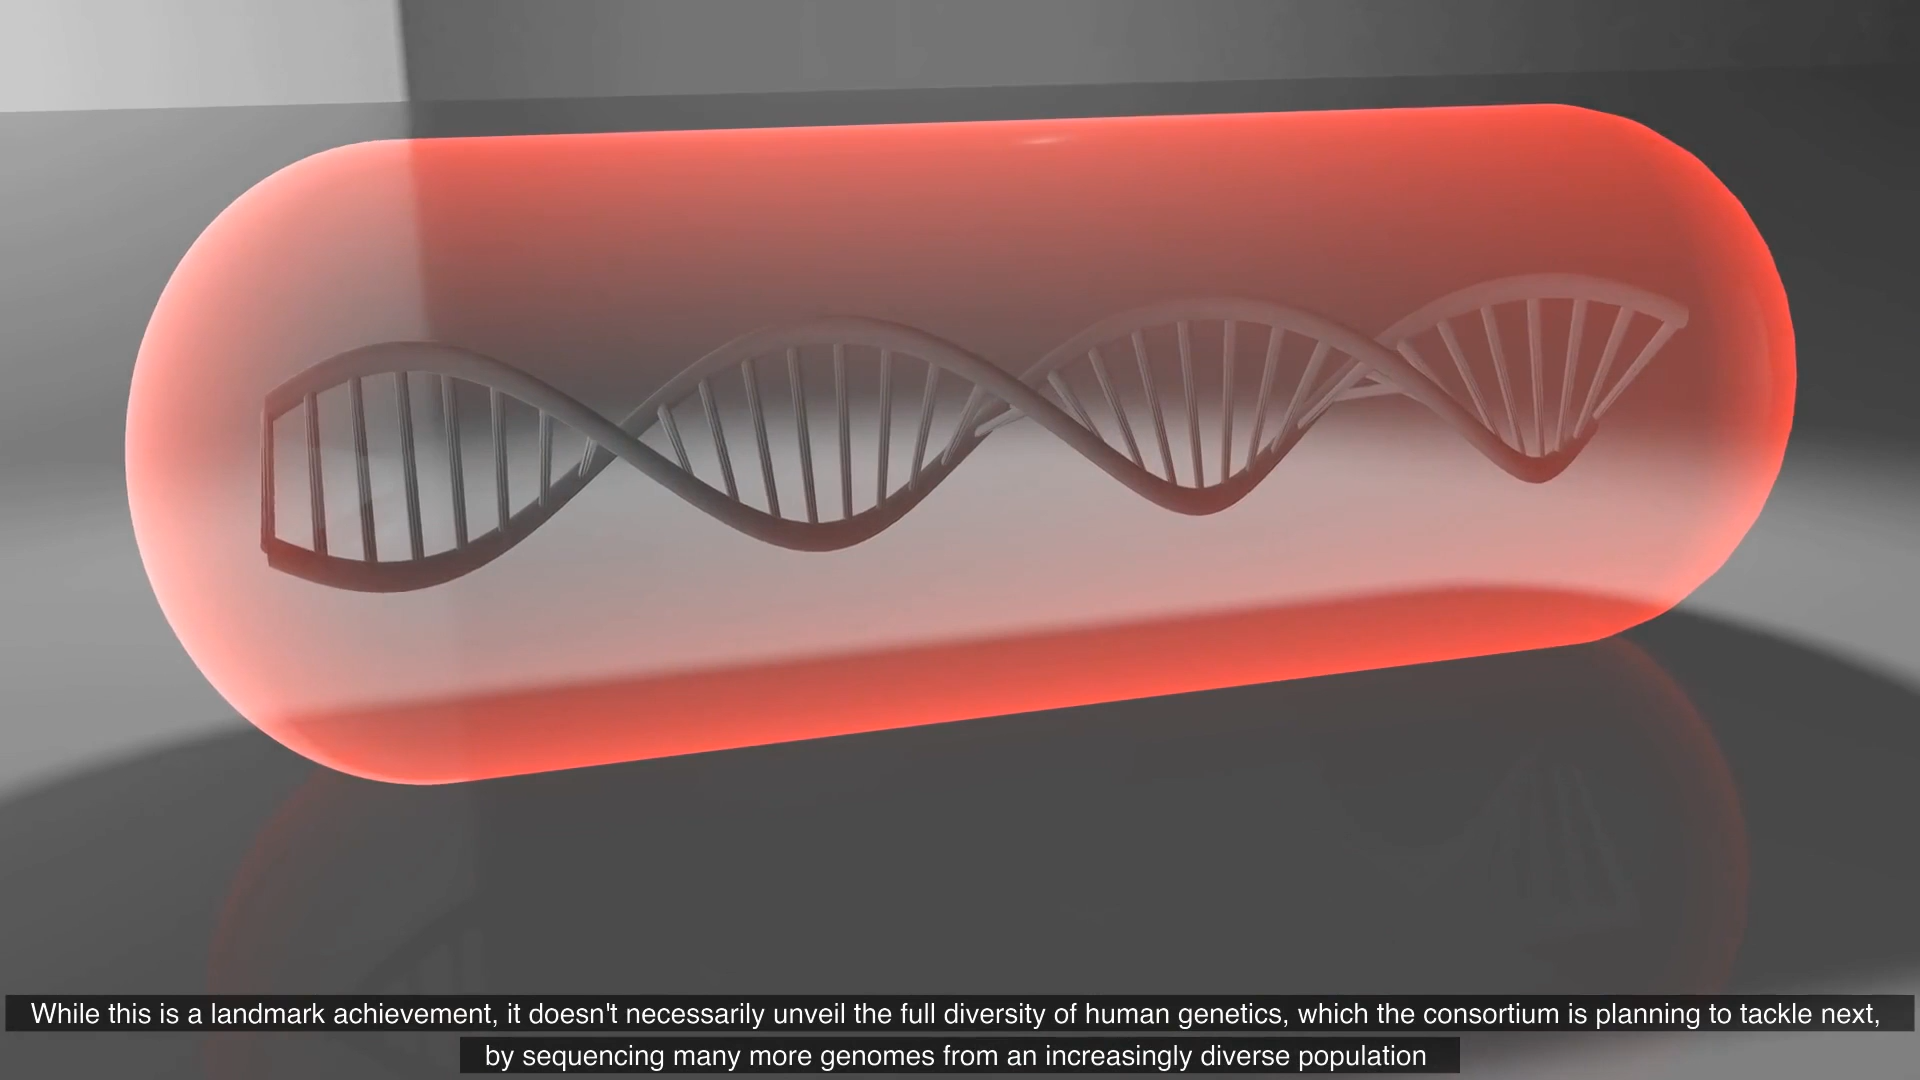 While this is a landmark achievement, it doesn't necessarily unveil the full diversity of human genetics, which the consortium is planning to tackle next,
by sequencing many more genomes from an increasingly diverse population